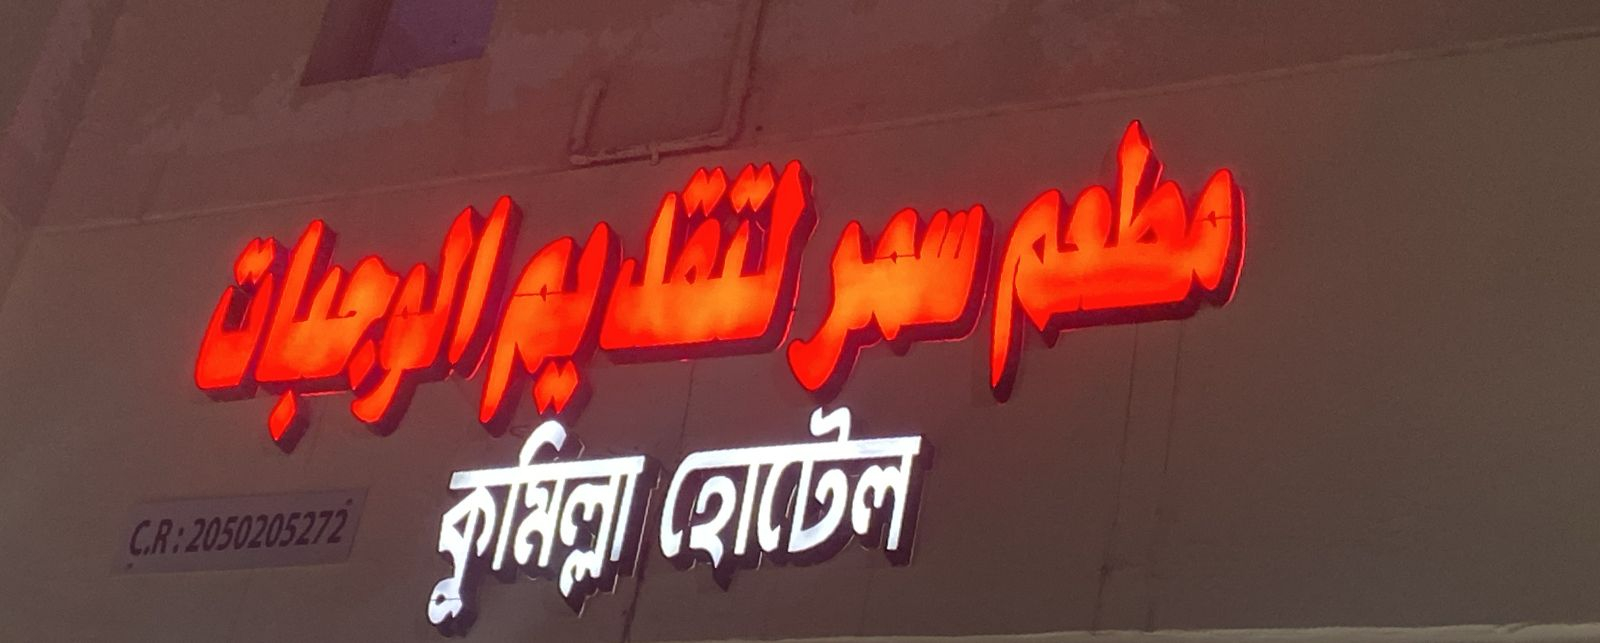 مطعم سمر لتقديم الوجبات
কুমিল্লা হোটেল
C.R : 2050205272